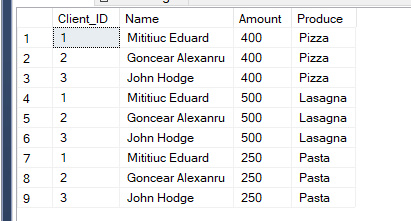 Client_ID Name Amount Produce
1 1 Mititiuc Eduard 400 Pizza
2 2 Goncear Alexanru 400 Pizza
3 3 John Hodge 400 Pizza
4 1 Mititiuc Eduard 500 Lasagna
5 2 Goncear Alexanru 500 Lasagna
6 3 John Hodge 500 Lasagna
7 1 Mititiuc Eduard 250 Pasta
8 2 Goncear Alexanru 250 Pasta
9 3 John Hodge 250 Pasta